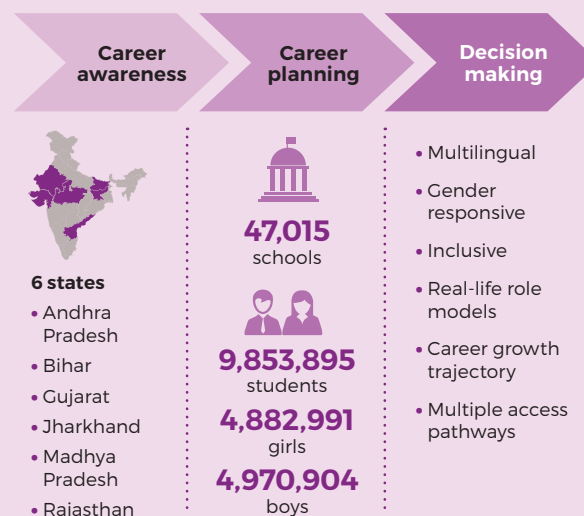 Career
awareness
Career
planning
Decision
making
6 states
• Andhra
Pradesh
• Bihar
• Gujarat
• Jharkhand
• Madhya
Pradesh
• Rajasthan
47,015
schools
9,853,895
students
4,882,991
girls
4,970,904
boys
• Multilingual
• Gender
responsive
• Inclusive
• Real-life role
models
• Career growth
trajectory
• Multiple access
pathways